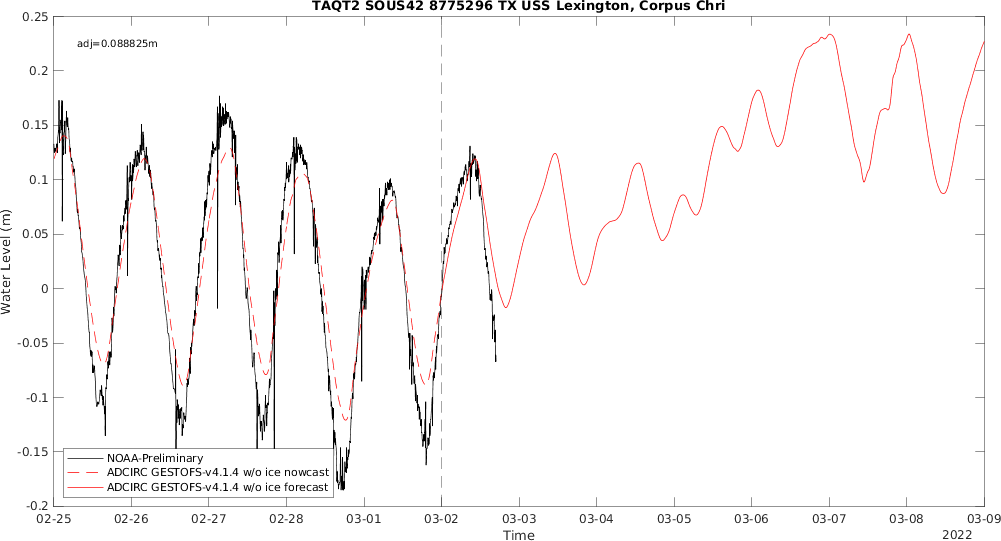 TAQT2 SOUS42 8775296 TX USS Lexington, Corpus Chri
0.25
0.2
0.15
0.1
0.05
0
-0.05
-0.1
-0.15
-0.2
Water Level (m)
adj=0.088825m
NOAA-Preliminary
ADCIRC GESTOFS-v4.1.4 w/o ice nowcast
ADCIRC GESTOFS-v4.1.4 w/o ice forecast
02-25 02-26 02-27 02-28 03-01 03-02 03-03 03-04 03-05 03-06 03-07 03-08 03-09
Time
2022